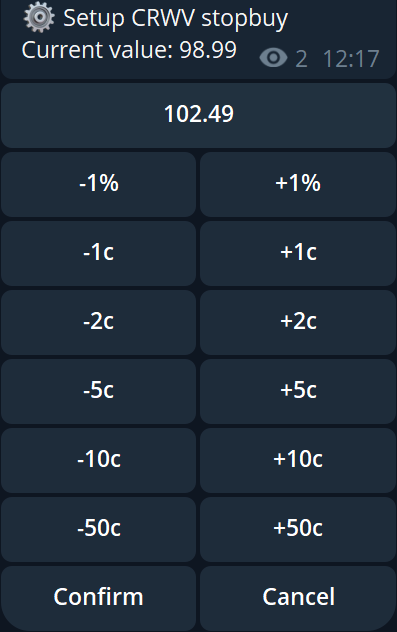 Setup CRWV stopbuy
Current value: 98.99
2 12:17
102.49
-1% +1%
-1c +1c
-2c +2c
-5c +5c
-10c +10c
-50c +50c
Confirm Cancel